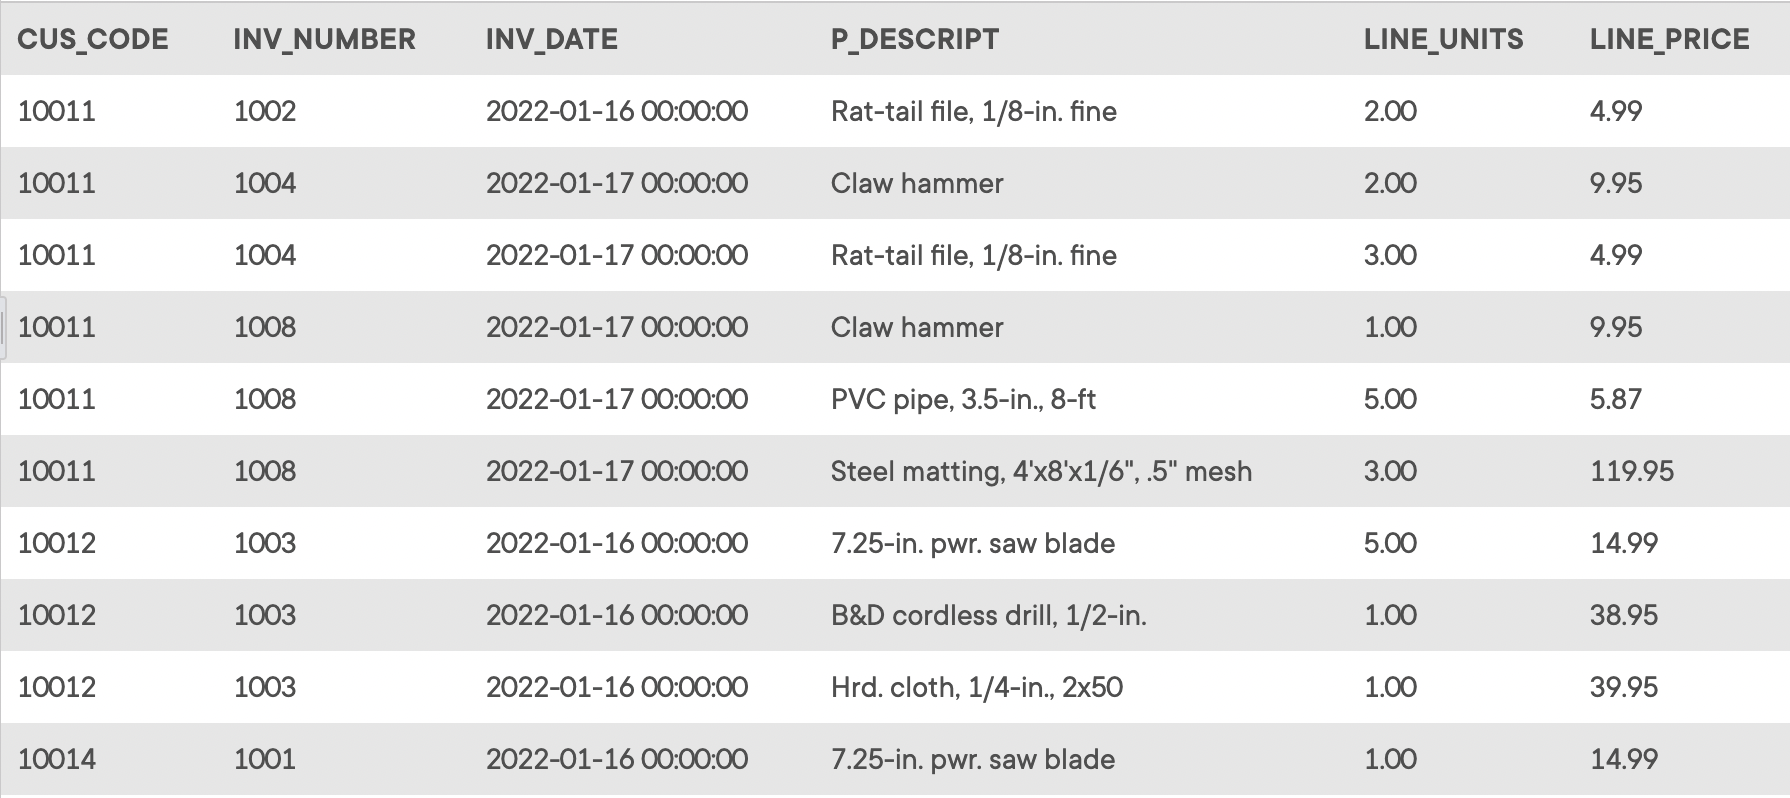 CUS_CODE INV_NUMBER INV_DATE P_DESCRIPT LINE_UNITS LINE_PRICE
10011 1002 2022-01-16 00:00:00 Rat-tail file, 1/8-in. fine 2.00 4.99
10011 1004 2022-01-17 00:00:00 Claw hammer 2.00 9.95
10011 1004 2022-01-17 00:00:00 Rat-tail file, 1/8-in. fine 3.00 4.99
10011 1008 2022-01-17 00:00:00 Claw hammer 1.00 9.95
10011 1008 2022-01-17 00:00:00 PVC pipe, 3.5-in., 8-ft 5.00 5.87
10011 1008 2022-01-17 00:00:00 Steel matting, 4'x8'x1/6", .5" mesh 3.00 119.95
10012 1003 2022-01-16 00:00:00 7.25-in. pwr. saw blade 5.00 14.99
10012 1003 2022-01-16 00:00:00 B&D cordless drill, 1/2-in. 1.00 38.95
10012 1003 2022-01-16 00:00:00 Hrd. cloth, 1/4-in., 2x50 1.00 39.95
10014 1001 2022-01-16 00:00:00 7.25-in. pwr. saw blade 1.00 14.99